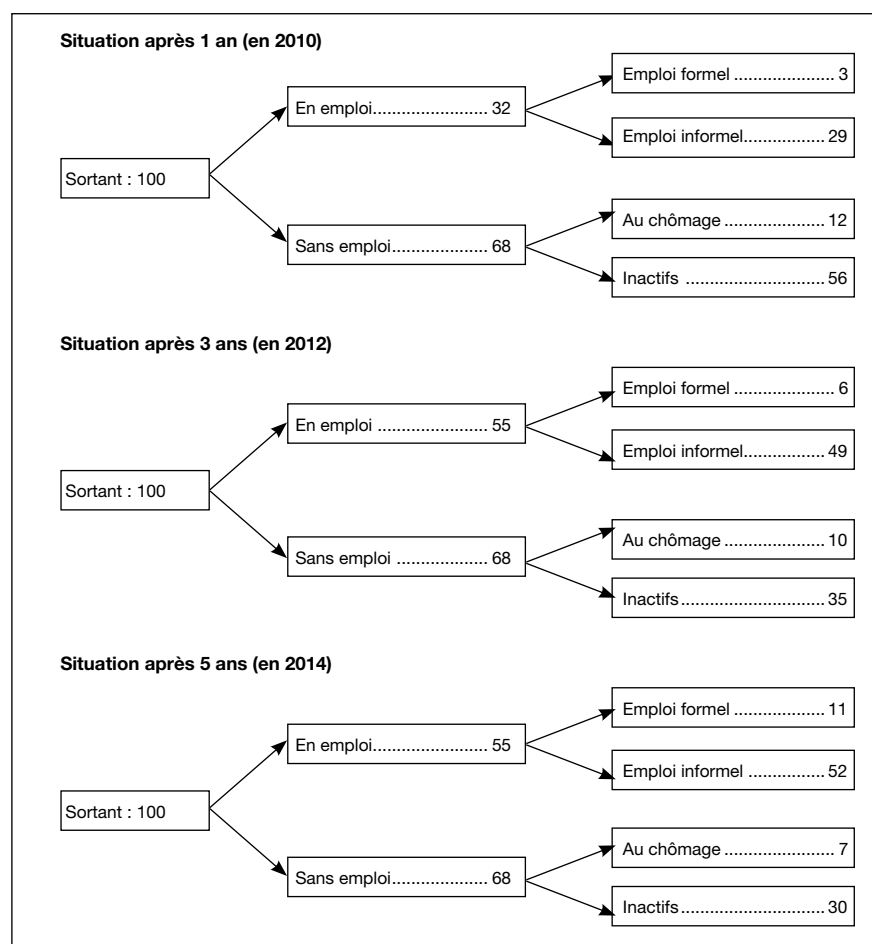 Situation après 1 an (en 2010)
Emploi formel ..................... 3
En emploi........................ 32
Emploi informel................. 29
Sortant : 100
Au chômage ..................... 12
Sans emploi.................... 68
Inactifs ............................. 56
Situation après 3 ans (en 2012)
Emploi formel ..................... 6
En emploi ....................... 55
Emploi informel................. 49
Sortant : 100
Au chômage ..................... 10
Sans emploi ................... 68
Inactifs.............................. 35
Situation après 5 ans (en 2014)
Emploi formel ................... 11
En emploi........................ 55
Emploi informel ................ 52
Sortant : 100
Au chômage ....................... 7
Sans emploi.................... 68
Inactifs.............................. 30